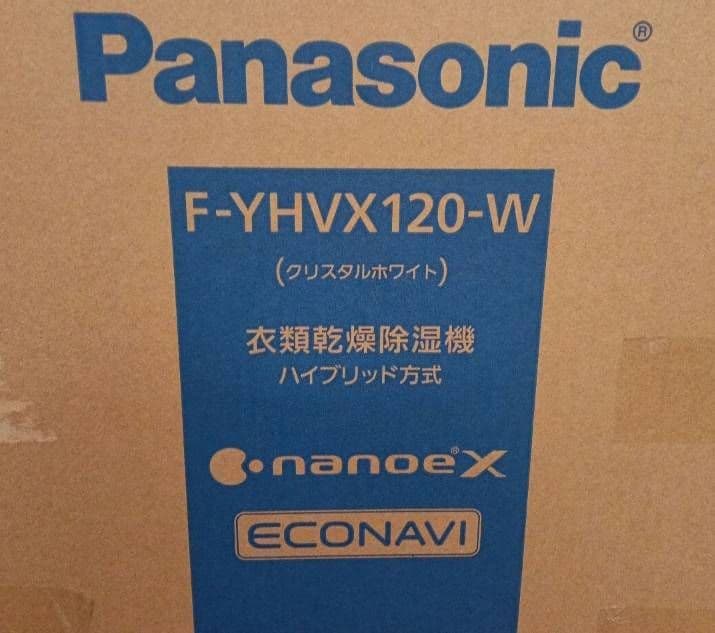 Panasonic®
F-YHVX120-W
(クリスタルホワイト)
衣類乾燥除湿機
ハイブリッド方式
nanoe®X
ECONAVI